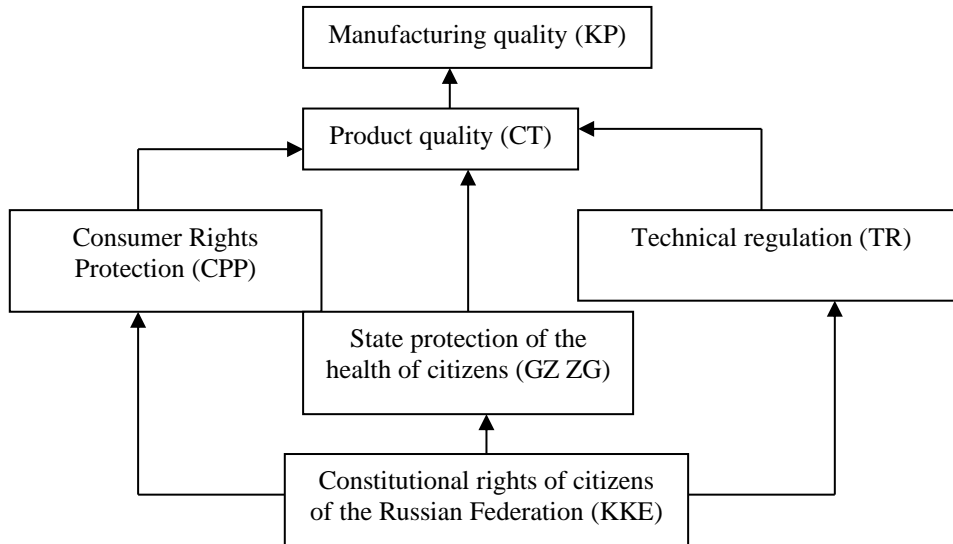 Manufacturing quality (KP)
Product quality (CT)
Consumer Rights
Protection (CPP)
Technical regulation (TR)
State protection of the
health of citizens (GZ ZG)
Constitutional rights of citizens
of the Russian Federation (KKE)